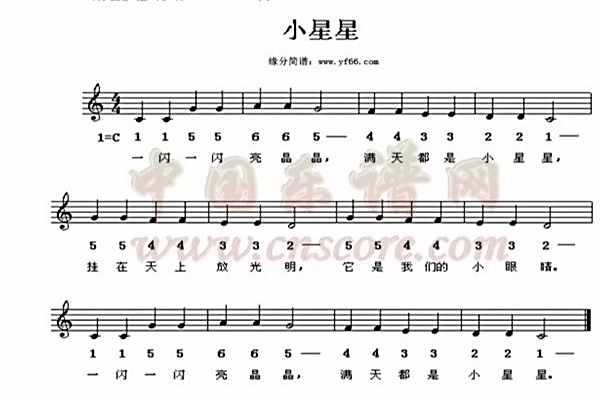 小星星
缘分简谱：www.yf66.com
4/4
1=C 1 1 5 5 6 6 5 — 4 4 3 3 2 2 1 —
一闪一闪 亮晶晶， 满天都是 小星星，
5 5 4 4 3 3 2 — 5 5 4 4 3 3 2 —
挂在天上 放光明， 它是我们的 小眼睛。
1 1 5 5 6 6 5 — 4 4 3 3 2 2 1 —
一闪一闪 亮晶晶， 满天都是 小星星。
中国乐谱网
www.cnscore.com